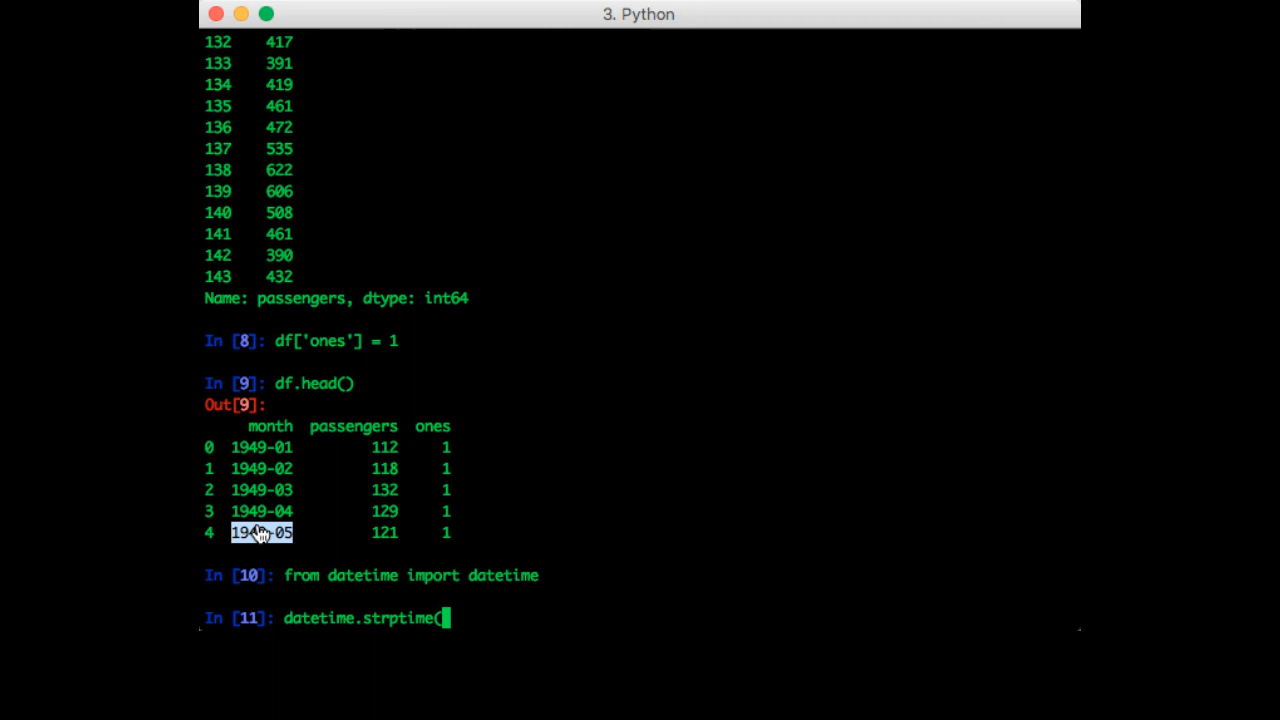 3. Python
132 417
133 391
134 419
135 461
136 472
137 535
138 622
139 606
140 508
141 461
142 390
143 432
Name: passengers, dtype: int64
In [8]: df['ones'] = 1
In [9]: df.head()
Out[9]:
month passengers ones
0 1949-01 112 1
1 1949-02 118 1
2 1949-03 132 1
3 1949-04 129 1
4 1949-05 121 1
In [10]: from datetime import datetime
In [11]: datetime.strptime(